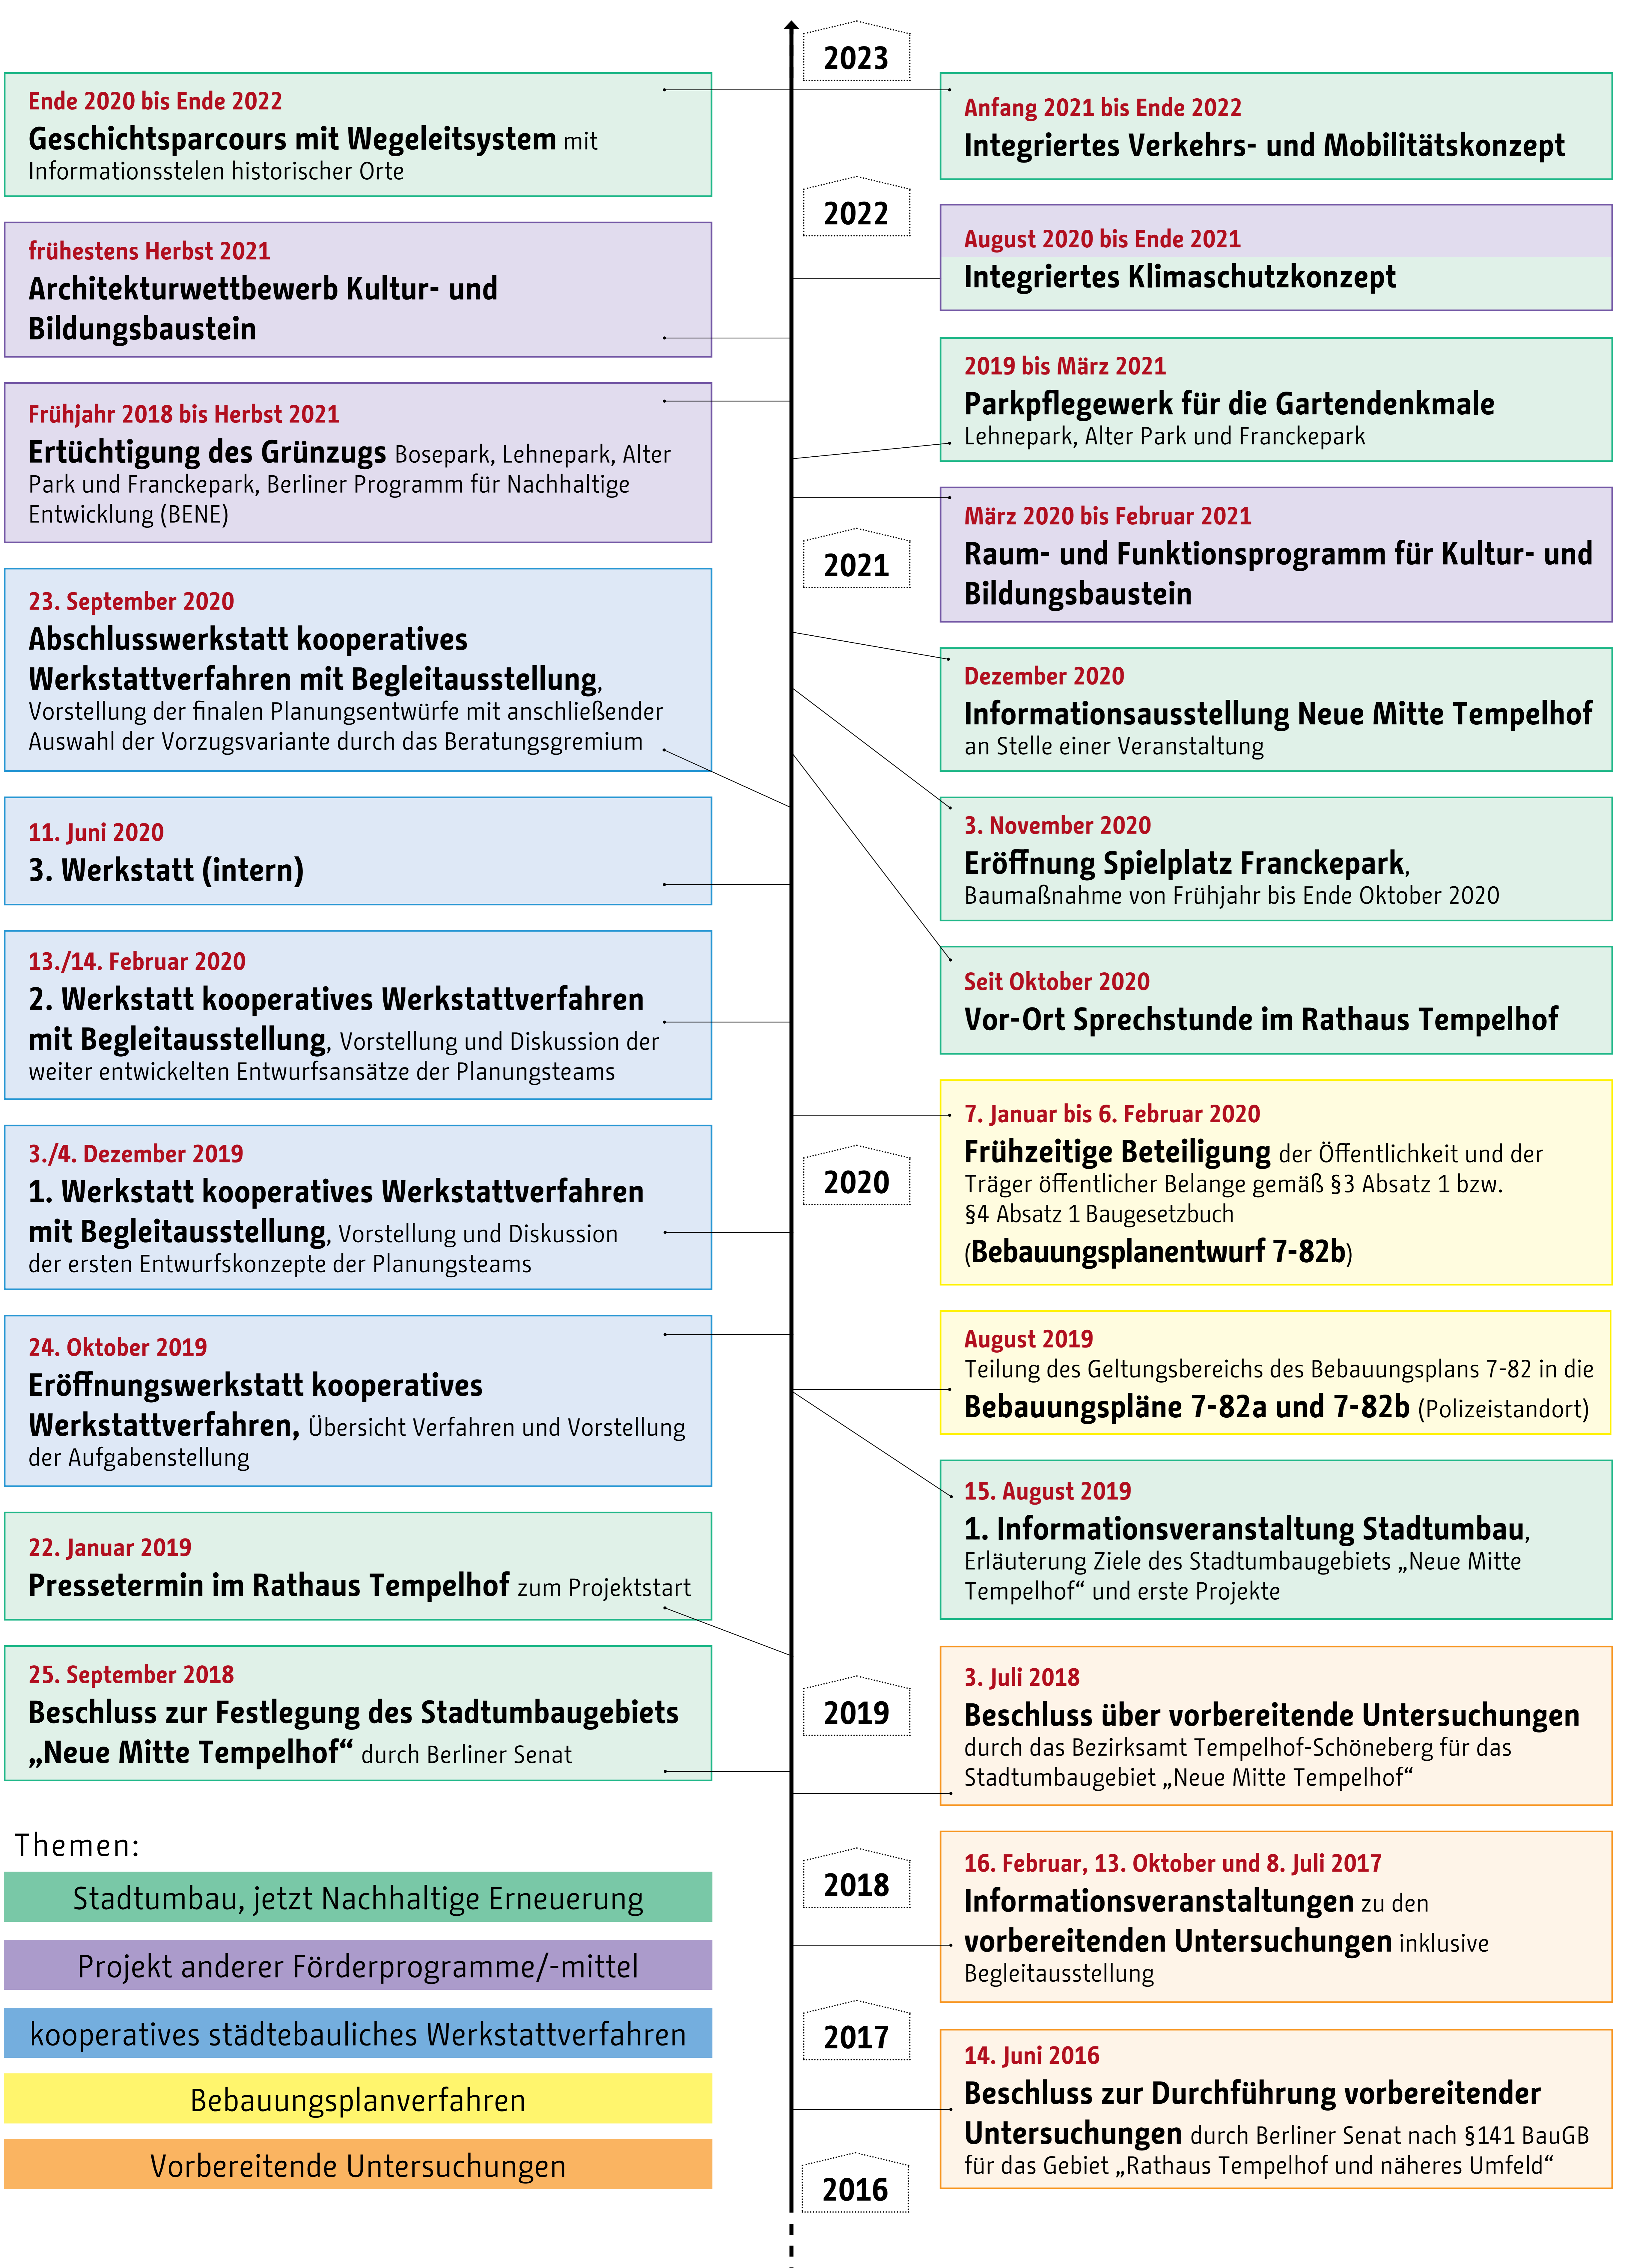 2023
Ende 2020 bis Ende 2022
Geschichtsparcours mit Wegeleitsystem mit
Informationsstelen historischer Orte
Anfang 2021 bis Ende 2022
Integriertes Verkehrs- und Mobilitätskonzept
2022
frühestens Herbst 2021
Architekturwettbewerb Kultur- und
Bildungsbaustein
August 2020 bis Ende 2021
Integriertes Klimaschutzkonzept
Frühjahr 2018 bis Herbst 2021
Ertüchtigung des Grünzugs Bosepark, Lehnepark, Alter
Park und Franckepark, Berliner Programm für Nachhaltige
Entwicklung (BENE)
2019 bis März 2021
Parkpflegewerk für die Gartendenkmale
Lehnepark, Alter Park und Franckepark
März 2020 bis Februar 2021
Raum- und Funktionsprogramm für Kultur- und
Bildungsbaustein
2021
23. September 2020
Abschlusswerkstatt kooperatives
Werkstattverfahren mit Begleitausstellung,
Vorstellung der finalen Planungsentwürfe mit anschließender
Auswahl der Vorzugsvariante durch das Beratungsgremium
Dezember 2020
Informationsausstellung Neue Mitte Tempelhof
an Stelle einer Veranstaltung
11. Juni 2020
3. Werkstatt (intern)
3. November 2020
Eröffnung Spielplatz Franckepark,
Baumaßnahme von Frühjahr bis Ende Oktober 2020
13./14. Februar 2020
2. Werkstatt kooperatives Werkstattverfahren
mit Begleitausstellung, Vorstellung und Diskussion der
weiter entwickelten Entwurfsansätze der Planungsteams
Seit Oktober 2020
Vor-Ort Sprechstunde im Rathaus Tempelhof
3./4. Dezember 2019
1. Werkstatt kooperatives Werkstattverfahren
mit Begleitausstellung, Vorstellung und Diskussion
der ersten Entwurfskonzepte der Planungsteams
2020
7. Januar bis 6. Februar 2020
Frühzeitige Beteiligung der Öffentlichkeit und der
Träger öffentlicher Belange gemäß §3 Absatz 1 bzw.
§4 Absatz 1 Baugesetzbuch
(Bebauungsplanentwurf 7-82b)
24. Oktober 2019
Eröffnungswerkstatt kooperatives
Werkstattverfahren, Übersicht Verfahren und Vorstellung
der Aufgabenstellung
August 2019
Teilung des Geltungsbereichs des Bebauungsplans 7-82 in die
Bebauungspläne 7-82a und 7-82b (Polizeistandort)
22. Januar 2019
Pressetermin im Rathaus Tempelhof zum Projektstart
15. August 2019
1. Informationsveranstaltung Stadtumbau,
Erläuterung Ziele des Stadtumbaugebiets „Neue Mitte
Tempelhof“ und erste Projekte
25. September 2018
Beschluss zur Festlegung des Stadtumbaugebiets
„Neue Mitte Tempelhof“ durch Berliner Senat
2019
3. Juli 2018
Beschluss über vorbereitende Untersuchungen
durch das Bezirksamt Tempelhof-Schöneberg für das
Stadtumbaugebiet „Neue Mitte Tempelhof“
2018
16. Februar, 13. Oktober und 8. Juli 2017
Informationsveranstaltungen zu den
vorbereitenden Untersuchungen inklusive
Begleitausstellung
2017
14. Juni 2016
Beschluss zur Durchführung vorbereitender
Untersuchungen durch Berliner Senat nach §141 BauGB
für das Gebiet „Rathaus Tempelhof und näheres Umfeld“
2016
Themen:
Stadtumbau, jetzt Nachhaltige Erneuerung
Projekt anderer Förderprogramme/-mittel
kooperatives städtebauliches Werkstattverfahren
Bebauungsplanverfahren
Vorbereitende Untersuchungen